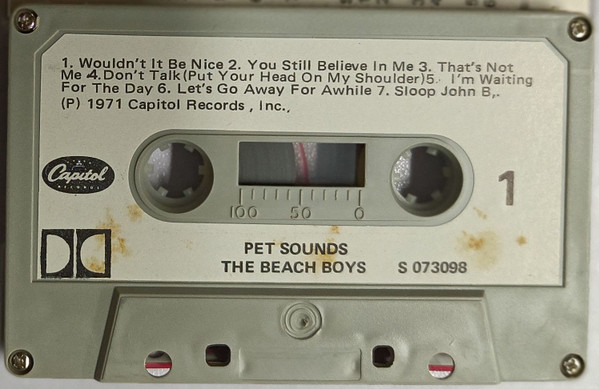 1. Wouldn't It Be Nice 2. You Still Believe In Me 3. That's Not
Me 4.Don't Talk(Put Your Head On My Shoulder)5. I'm Waiting
For The Day 6. Let's Go Away For Awhile 7. Sloop John B,.
(P) 1971 Capitol Records , Inc.,
Capitol
RECORDS
1
100 50 0
PET SOUNDS
THE BEACH BOYS S 073098